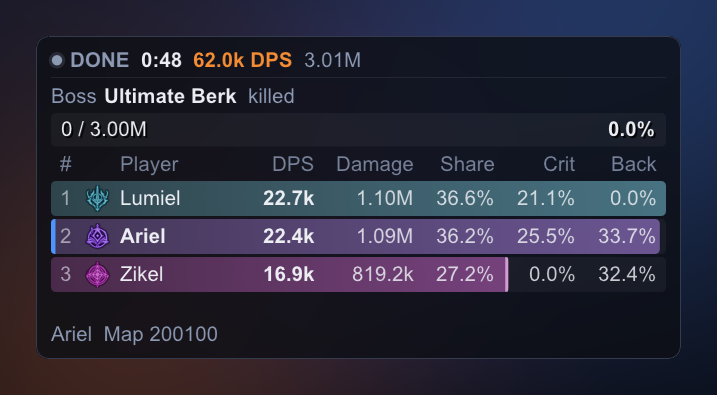 DONE 0:48 62.0k DPS 3.01M
Boss Ultimate Berk killed
0 / 3.00M 0.0%
# Player DPS Damage Share Crit Back
1 Lumiel 22.7k 1.10M 36.6% 21.1% 0.0%
2 Ariel 22.4k 1.09M 36.2% 25.5% 33.7%
3 Zikel 16.9k 819.2k 27.2% 0.0% 32.4%
Ariel Map 200100